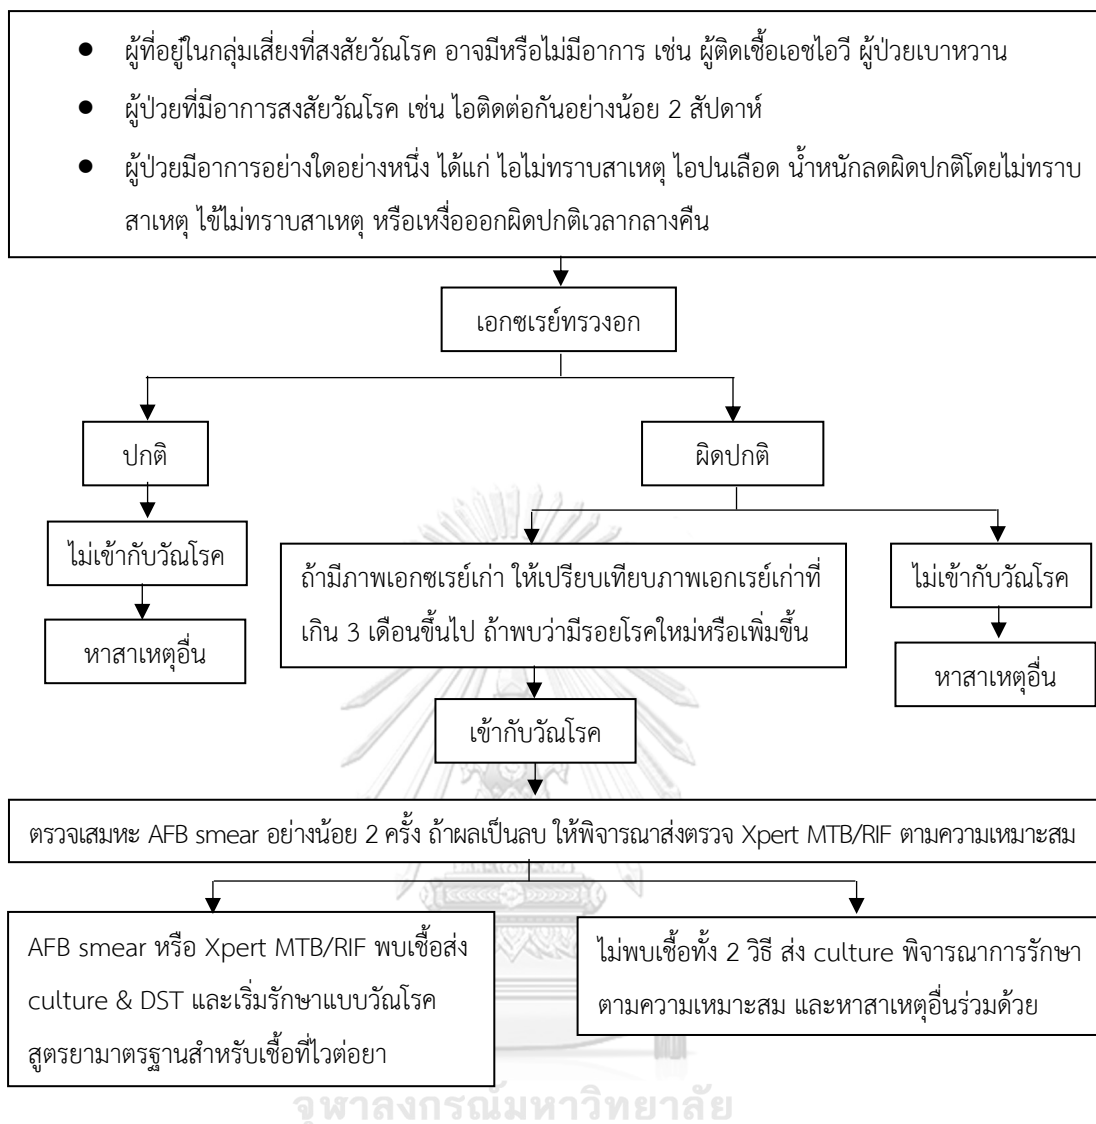 ● ผู้ที่อยู่ในกลุ่มเสี่ยงที่สงสัยวัณโรค อาจมีหรือไม่มีอาการ เช่น ผู้ติดเชื้อเอชไอวี ผู้ป่วยเบาหวาน
● ผู้ป่วยที่มีอาการสงสัยวัณโรค เช่น ไอติดต่อกันอย่างน้อย 2 สัปดาห์
● ผู้ป่วยมีอาการอย่างใดอย่างหนึ่ง ได้แก่ ไอไม่ทราบสาเหตุ ไอปนเลือด น้ำหนักลดผิดปกติโดยไม่ทราบ
สาเหตุ ไข้ไม่ทราบสาเหตุ หรือเหงื่อออกผิดปกติเวลากลางคืน
เอกซเรย์ทรวงอก
ปกติ
ผิดปกติ
ไม่เข้ากับวัณโรค
ถ้ามีภาพเอกซเรย์เก่า ให้เปรียบเทียบภาพเอกเรย์เก่าที่
เกิน 3 เดือนขึ้นไป ถ้าพบว่ามีรอยโรคใหม่หรือเพิ่มขึ้น
ไม่เข้ากับวัณโรค
หาสาเหตุอื่น
หาสาเหตุอื่น
เข้ากับวัณโรค
ตรวจเสมหะ AFB smear อย่างน้อย 2 ครั้ง ถ้าผลเป็นลบ ให้พิจารณาส่งตรวจ Xpert MTB/RIF ตามความเหมาะสม
AFB smear หรือ Xpert MTB/RIF พบเชื้อส่ง
culture & DST และเริ่มรักษาแบบวัณโรค
สูตรยามาตรฐานสำหรับเชื้อที่ไวต่อยา
ไม่พบเชื้อทั้ง 2 วิธี ส่ง culture พิจารณาการรักษา
ตามความเหมาะสม และหาสาเหตุอื่นร่วมด้วย
จุฬาลงกรณ์มหาวิทยาลัย